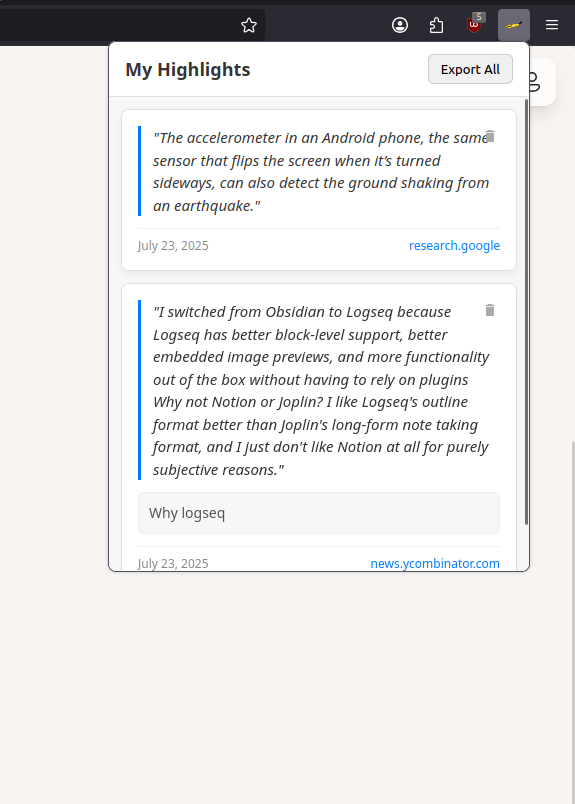 5
My Highlights
Export All
"The accelerometer in an Android phone, the same
sensor that flips the screen when it’s turned
sideways, can also detect the ground shaking from
an earthquake."
July 23, 2025
research.google
"I switched from Obsidian to Logseq because
Logseq has better block-level support, better
embedded image previews, and more functionality
out of the box without having to rely on plugins
Why not Notion or Joplin? I like Logseq's outline
format better than Joplin's long-form note taking
format, and I just don't like Notion at all for purely
subjective reasons."
Why logseq
July 23, 2025
news.ycombinator.com